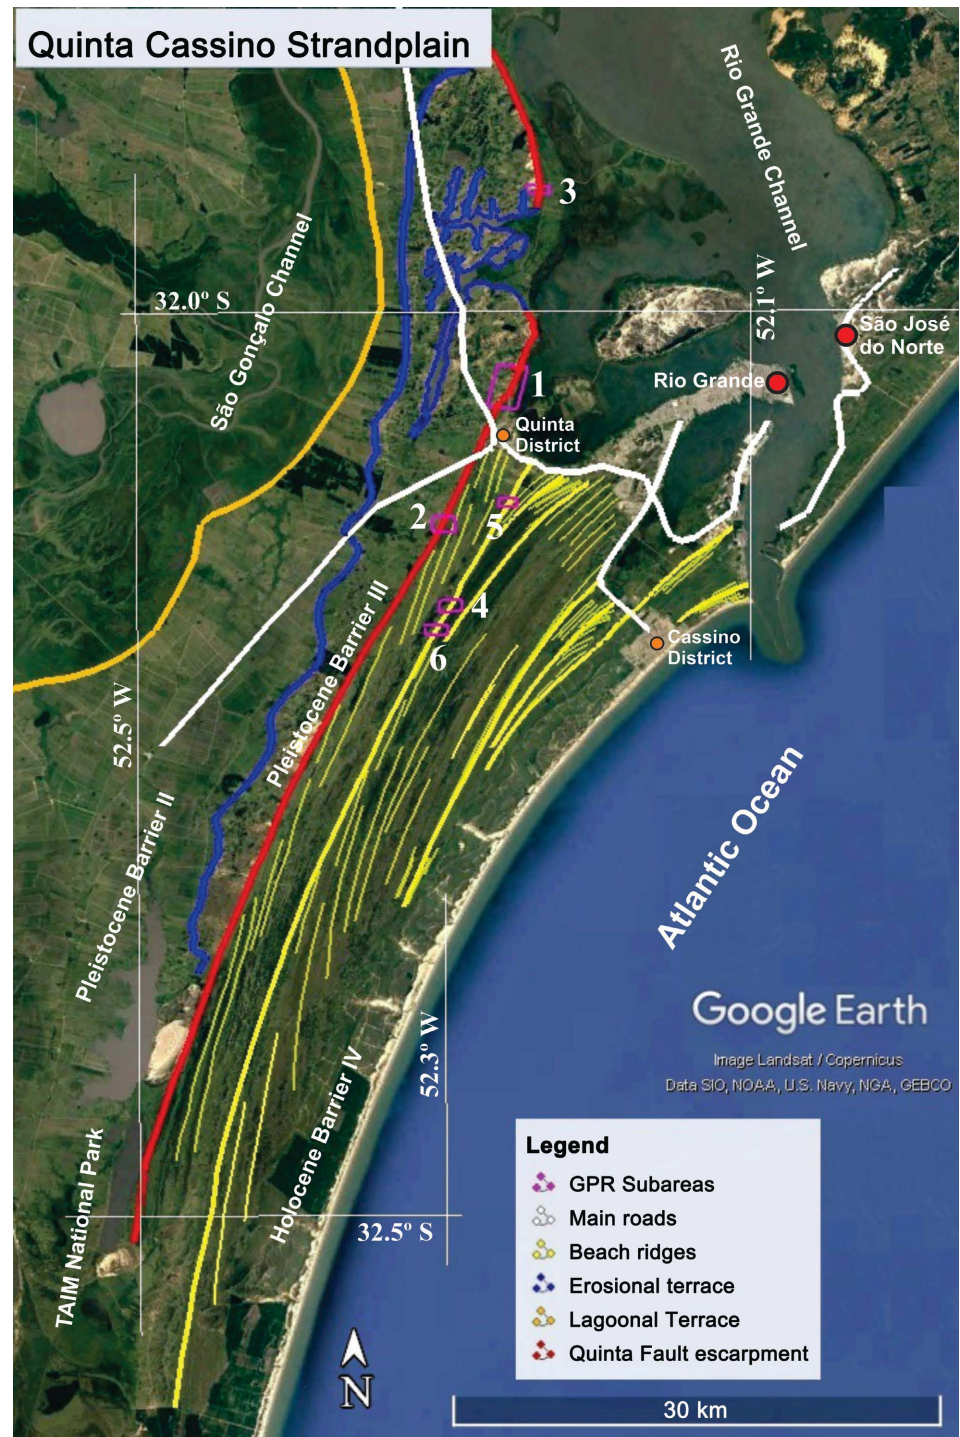 Quinta Cassino Strandplain
Rio Grande Channel
3
São Gonçalo Channel
32.0º S
52.1º W
São José
do Norte
Rio Grande
1
Quinta
District
2
5
4
6
Pleistocene Barrier III
Cassino
District
52.5º W
Pleistocene Barrier II
Atlantic Ocean
Google Earth
Image Landsat / Copernicus
Data SIO, NOAA, U.S. Navy, NGA, GEBCO
52.3º W
Holocene Barrier IV
TAIM National Park
32.5º S
Legend
GPR Subareas
Main roads
Beach ridges
Erosional terrace
Lagoonal Terrace
Quinta Fault escarpment
N
30 km